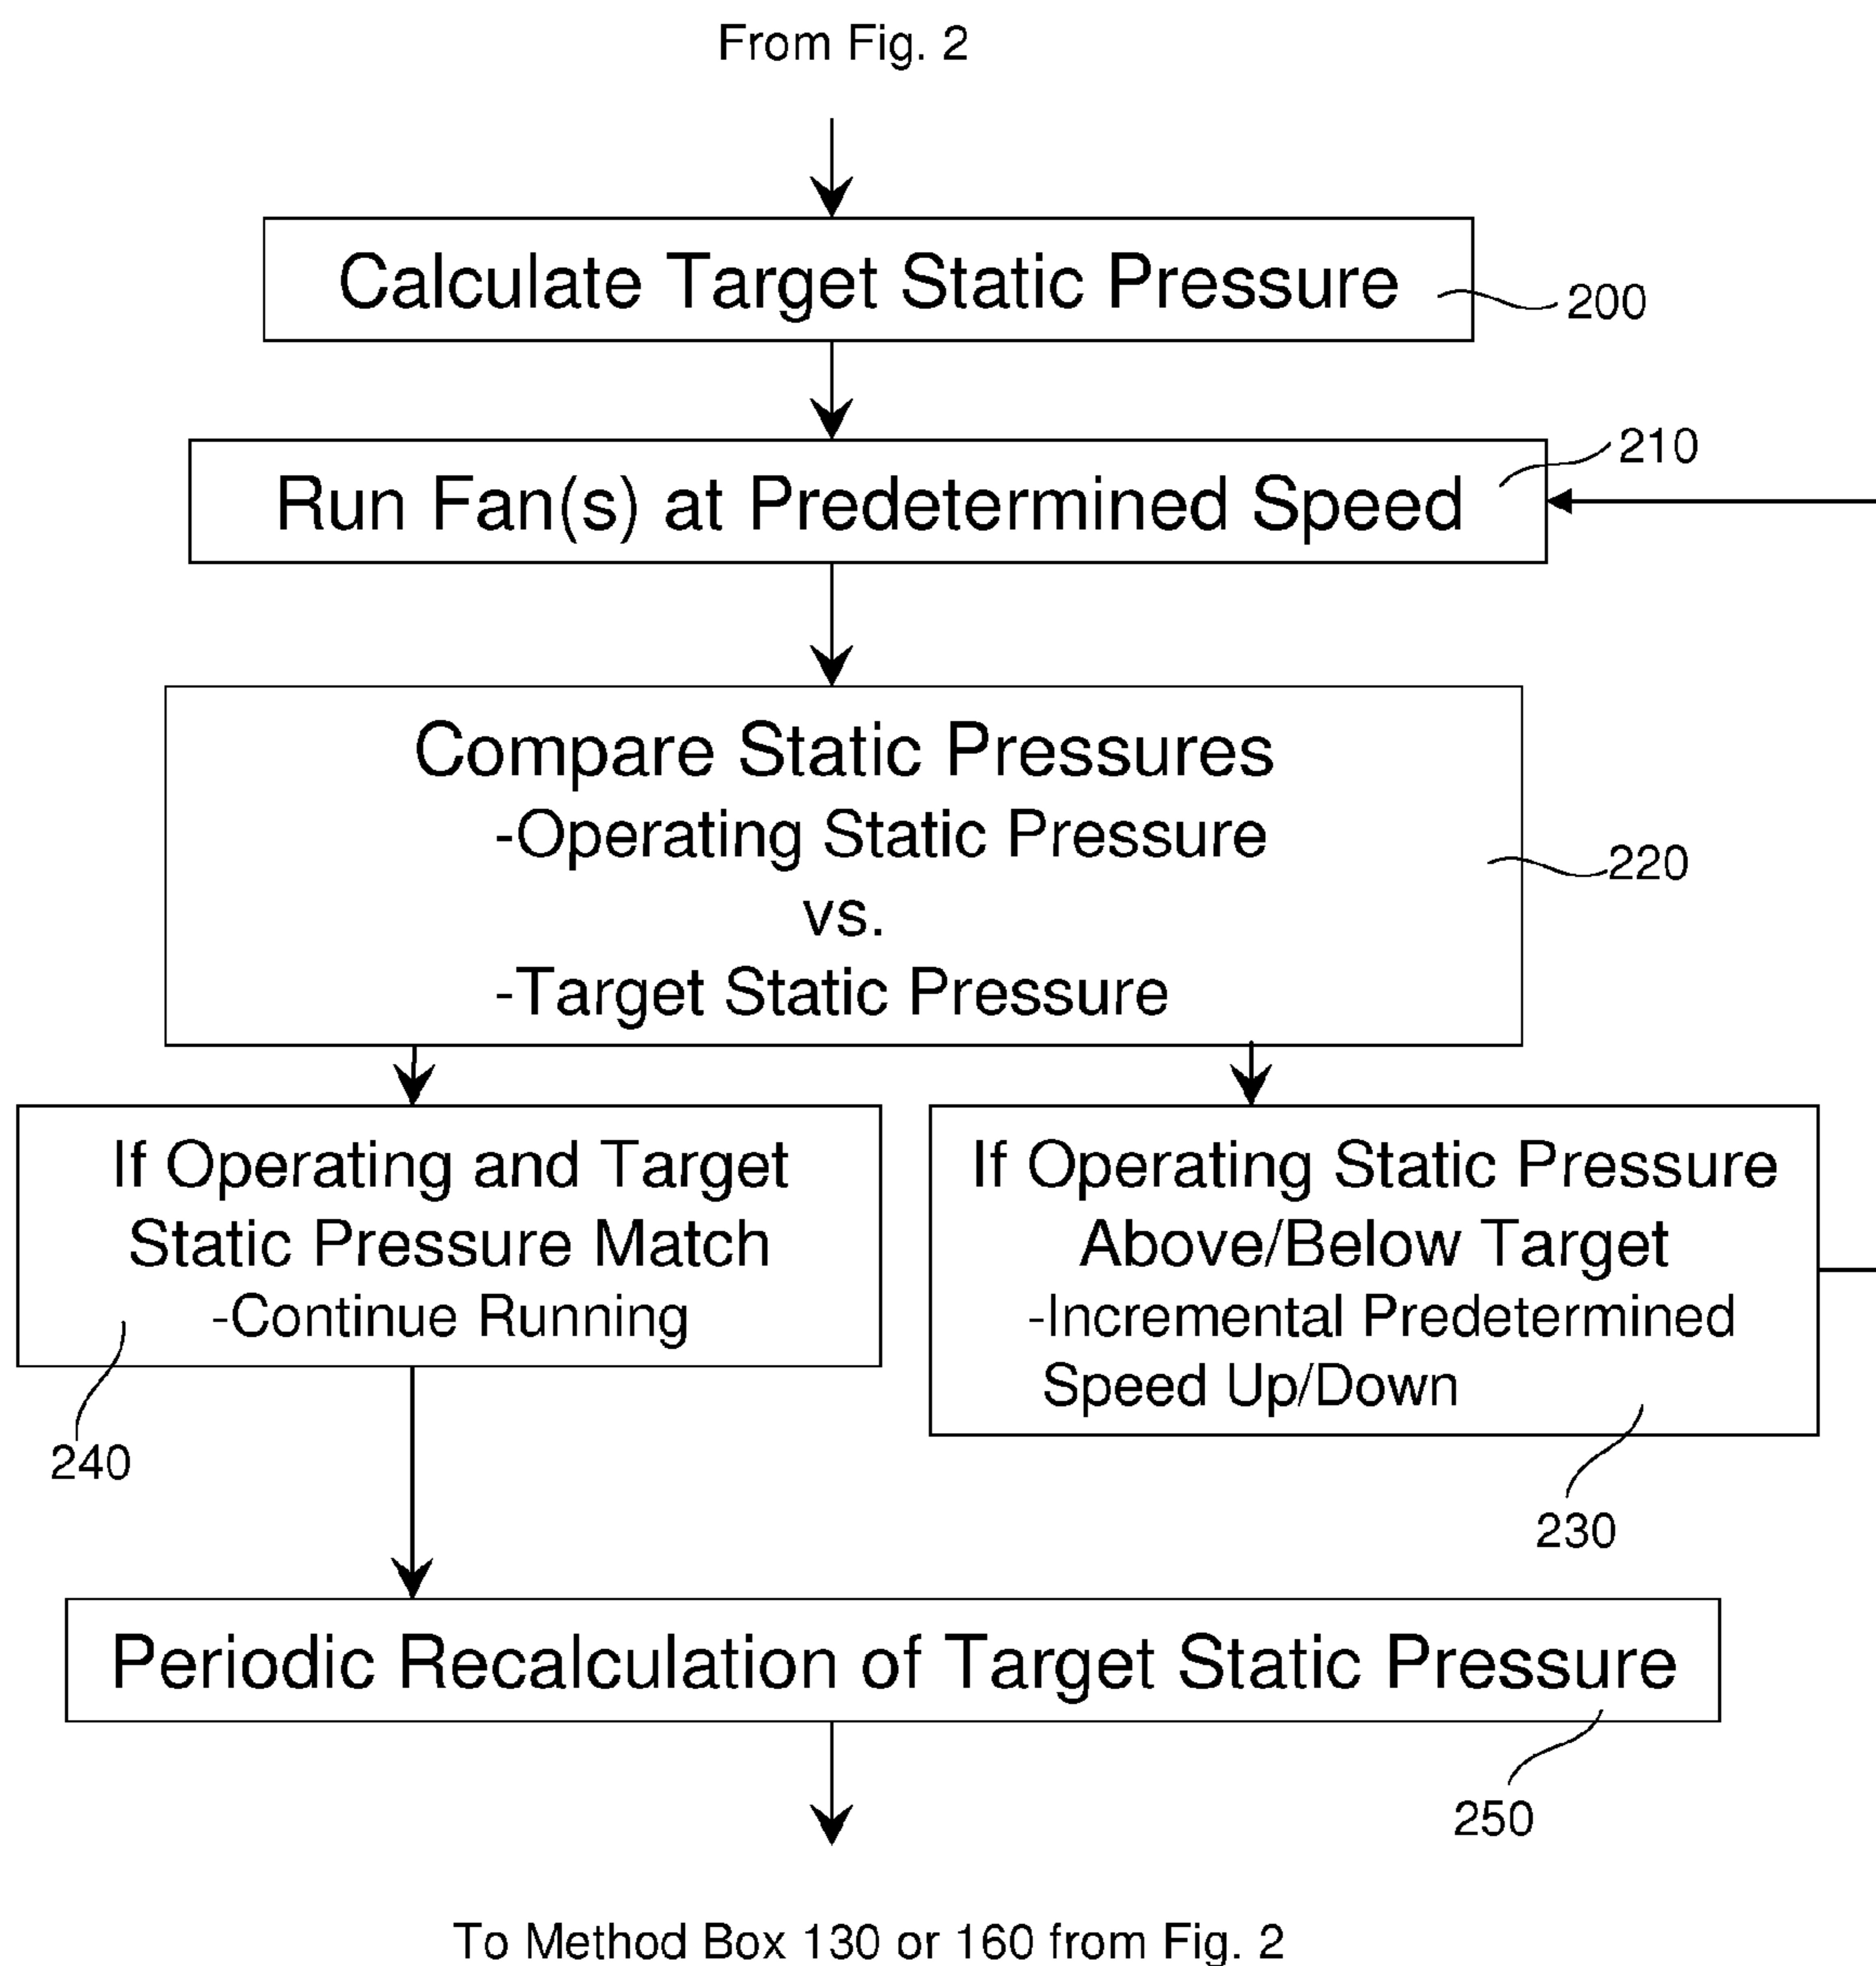 From Fig. 2
Calculate Target Static Pressure
200
Run Fan(s) at Predetermined Speed
210
Compare Static Pressures
-Operating Static Pressure
vs.
-Target Static Pressure
220
If Operating and Target
Static Pressure Match
-Continue Running
240
If Operating Static Pressure
Above/Below Target
-Incremental Predetermined
Speed Up/Down
230
Periodic Recalculation of Target Static Pressure
250
To Method Box 130 or 160 from Fig. 2